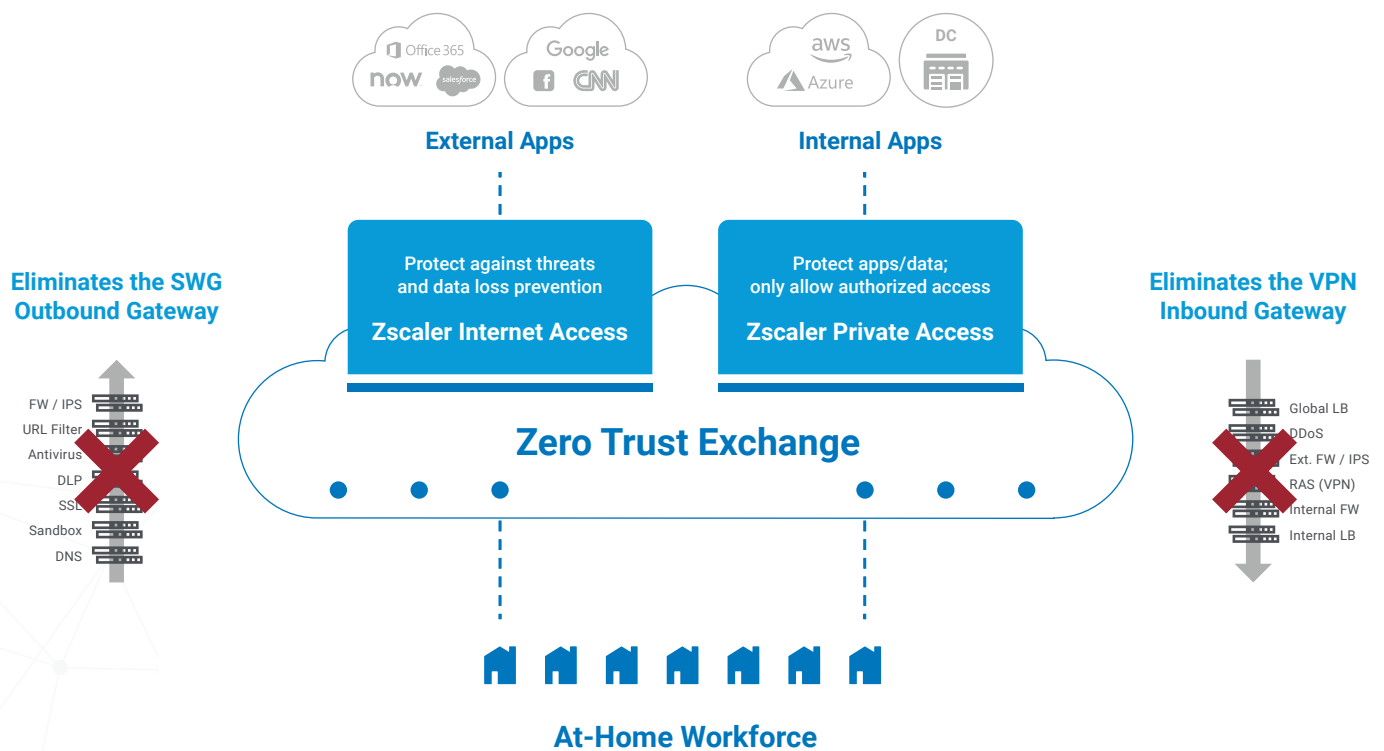 Office 365
now
salesforce
Google
f
CNN
aws
Azure
DC
External Apps
Internal Apps
Eliminates the SWG
Outbound Gateway
FW / IPS
URL Filter
Antivirus
DLP
SSL
Sandbox
DNS
Protect against threats
and data loss prevention
Zscaler Internet Access
Protect apps/data;
only allow authorized access
Zscaler Private Access
Zero Trust Exchange
Eliminates the VPN
Inbound Gateway
Global LB
DDoS
Ext. FW / IPS
RAS (VPN)
Internal FW
Internal LB
At-Home Workforce